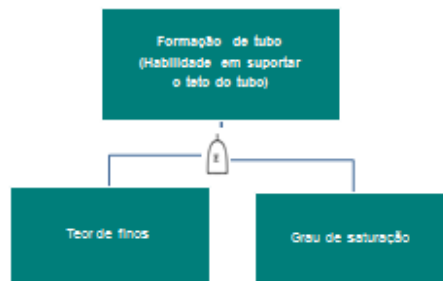 Formação de tubo
(Habilidade em suportar
o teto do tubo)
E
Teor de finos
Grau de saturação